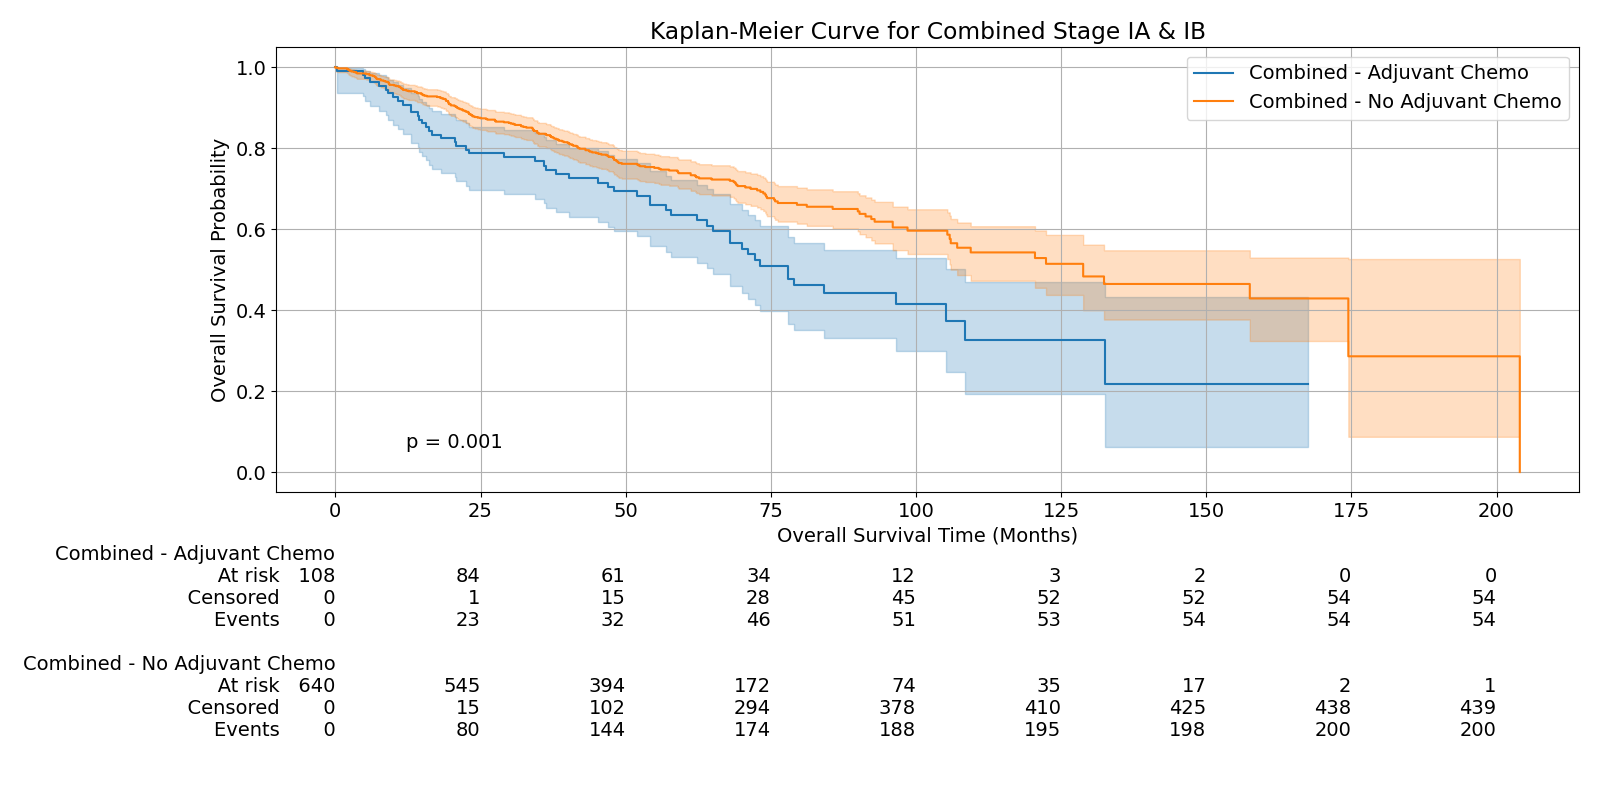 Kaplan-Meier Curve for Combined Stage IA & IB
Combined - Adjuvant Chemo
Combined - No Adjuvant Chemo
Overall Survival Probability
1.0
0.8
0.6
0.4
0.2
0.0
p = 0.001
0 25 50 75 100 125 150 175 200
Overall Survival Time (Months)
Combined - Adjuvant Chemo
At risk 108 84 61 34 12 3 2 0 0
Censored 0 1 15 28 45 52 52 54 54
Events 0 23 32 46 51 53 54 54 54
Combined - No Adjuvant Chemo
At risk 640 545 394 172 74 35 17 2 1
Censored 0 15 102 294 378 410 425 438 439
Events 0 80 144 174 188 195 198 200 200